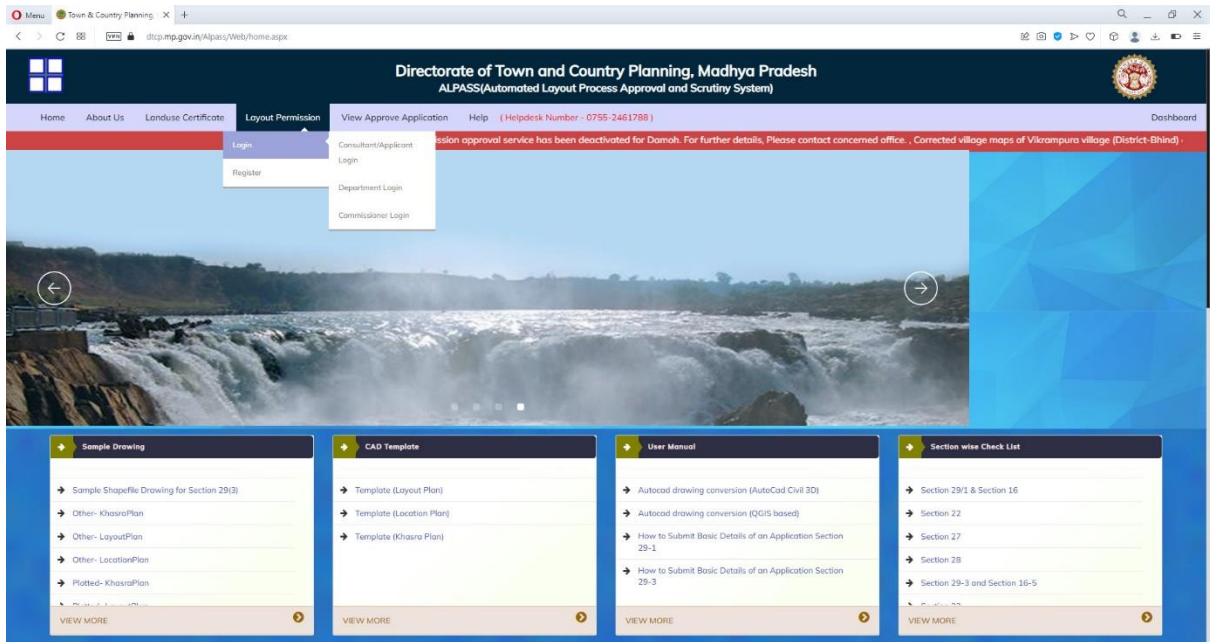 Menu
Town & Country Planning,
VPN
dtcp.mp.gov.in/Alpass/Web/home.aspx
Directorate of Town and Country Planning, Madhya Pradesh
ALPASS(Automated Layout Process Approval and Scrutiny System)
Home About Us Landuse Certificate Layout Permission View Approve Application Help ( Helpdesk Number - 0755-2461788 ) Dashboard
ission approval service has been deactivated for Damoh. For further details, Please contact concerned office. , Corrected village maps of Vikrampura village (District-Bhind)
Login
Register
Consultant/Applicant
Login
Department Login
Commissioner Login
Sample Drawing
Sample Shapefile Drawing for Section 29(3)
Other- KhasraPlan
Other- LayoutPlan
Other- LocationPlan
Plotted- KhasraPlan
VIEW MORE
CAD Template
Template (Layout Plan)
Template (Location Plan)
Template (Khasra Plan)
VIEW MORE
User Manual
Autocad drawing conversion (AutoCad Civil 3D)
Autocad drawing conversion (QGIS based)
How to Submit Basic Details of an Application Section
29-1
How to Submit Basic Details of an Application Section
29-3
VIEW MORE
Section wise Check List
Section 29/1 & Section 16
Section 22
Section 27
Section 28
Section 29-3 and Section 16-5
VIEW MORE